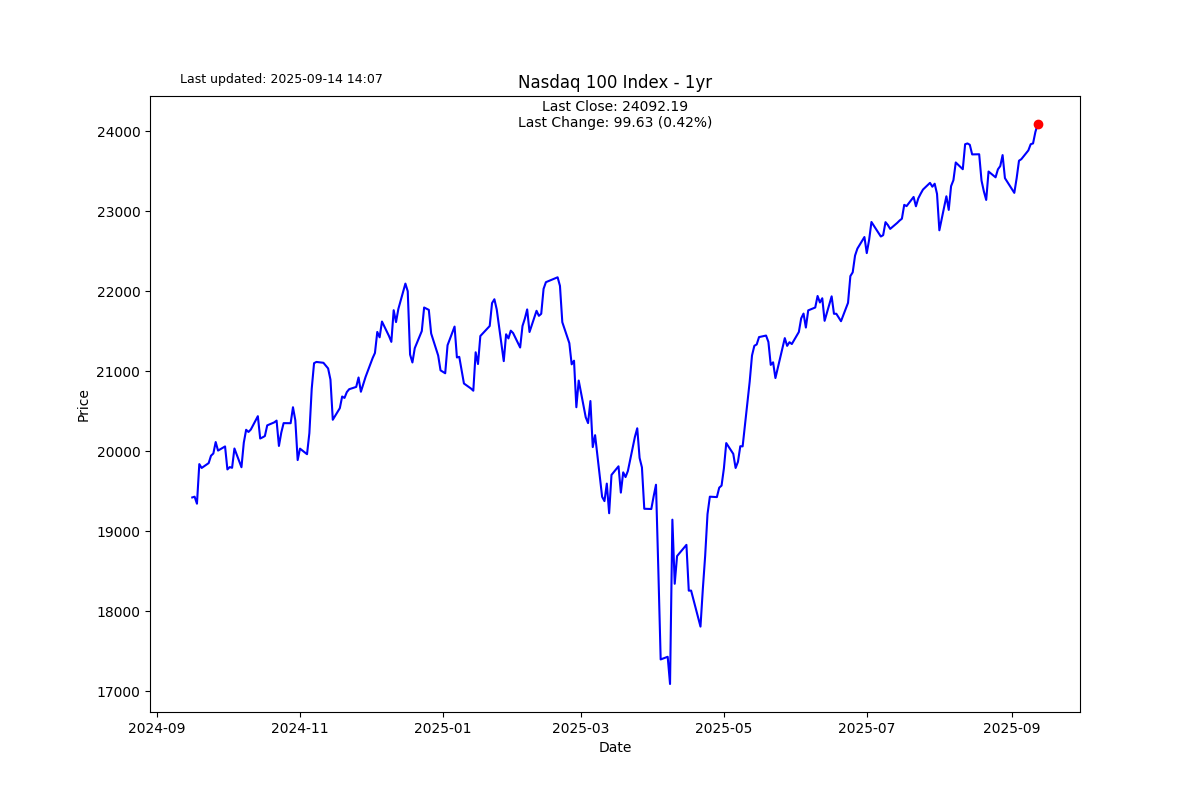 Last updated: 2025-09-14 14:07
Nasdaq 100 Index - 1yr
Last Close: 24092.19
Last Change: 99.63 (0.42%)
24000
23000
22000
21000
20000
19000
18000
17000
Price
2024-09 2024-11 2025-01 2025-03 2025-05 2025-07 2025-09
Date